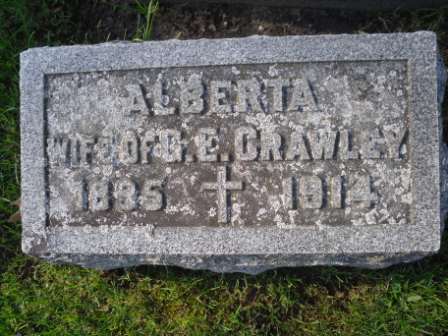 ALBERTA
WIFE OF G. E. CRAWLEY
1885 1914